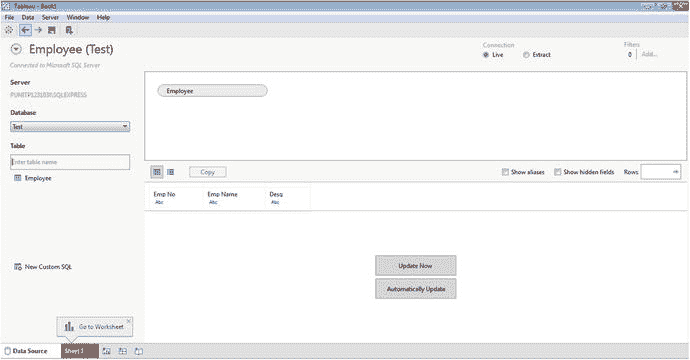 Tableau - Book1
File Data Server Window Help
Employee (Test)
Connected to Microsoft SQL Server
Connection
Live Extract
Filters
0 Add...
Server
Database
Test
Table
Enter table name
Employee
Employee
Copy
Show aliases Show hidden fields Rows
Emp No Emp Name Desg
Abc Abc Abc
Update Now
Automatically Update
New Custom SQL
Go to Worksheet
Data Source Sheet 1